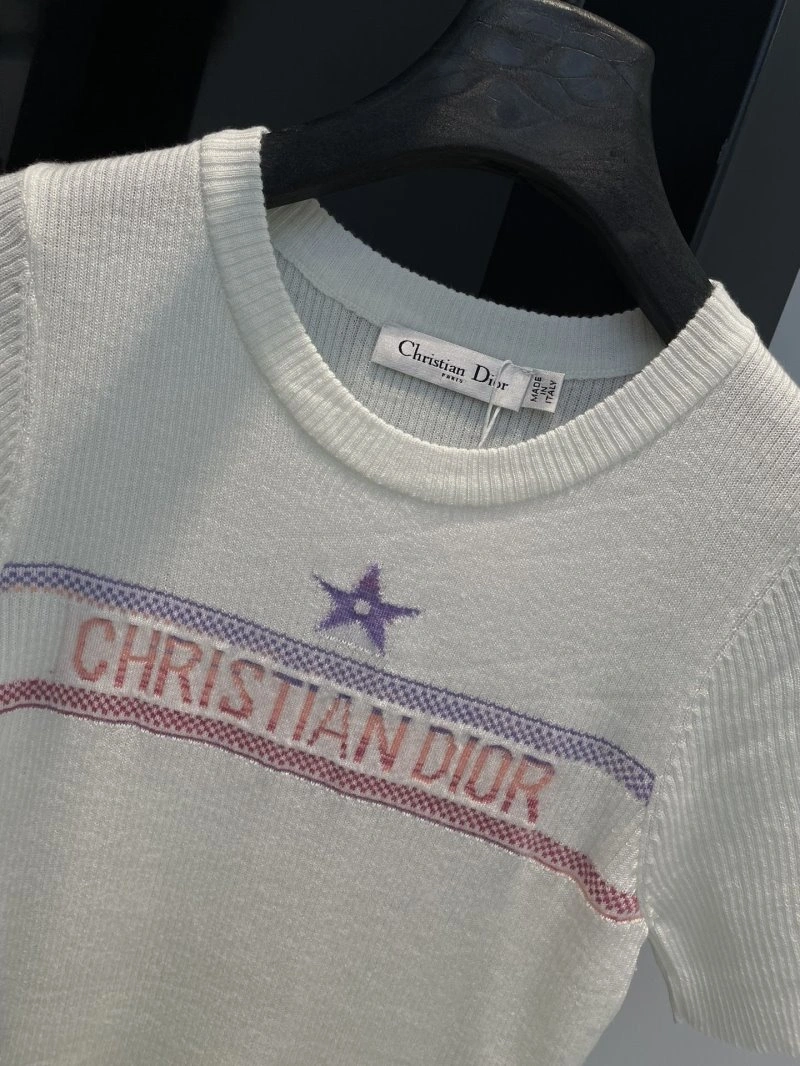 Christian Dior
PARIS
MADE
IN
ITALY
CHRISTIAN DIOR